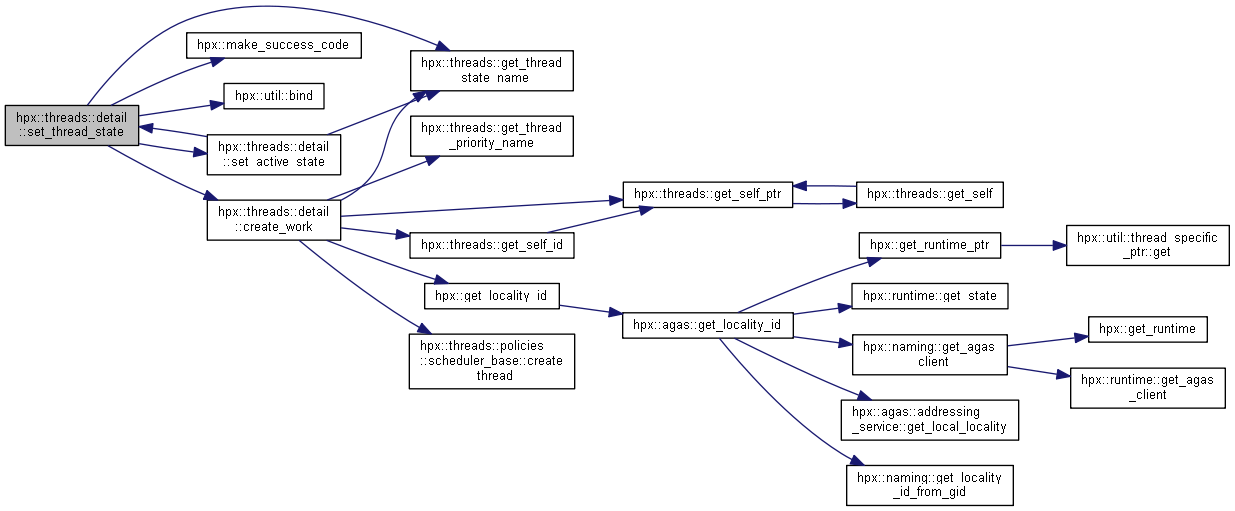 hpx::threads::detail
::set_thread_state
hpx::make_success_code
hpx::util::bind
hpx::threads::detail
::set_active_state
hpx::threads::detail
::create_work
hpx::threads::get_thread
_state_name
hpx::threads::get_thread
_priority_name
hpx::threads::get_self_id
hpx::get_locality_id
hpx::threads::policies
::scheduler_base::create
_thread
hpx::threads::get_self_ptr
hpx::threads::get_self
hpx::agas::get_locality_id
hpx::get_runtime_ptr
hpx::util::thread_specific
_ptr::get
hpx::runtime::get_state
hpx::naming::get_agas
_client
hpx::get_runtime
hpx::runtime::get_agas
_client
hpx::agas::addressing
_service::get_local_locality
hpx::naming::get_locality
_id_from_gid